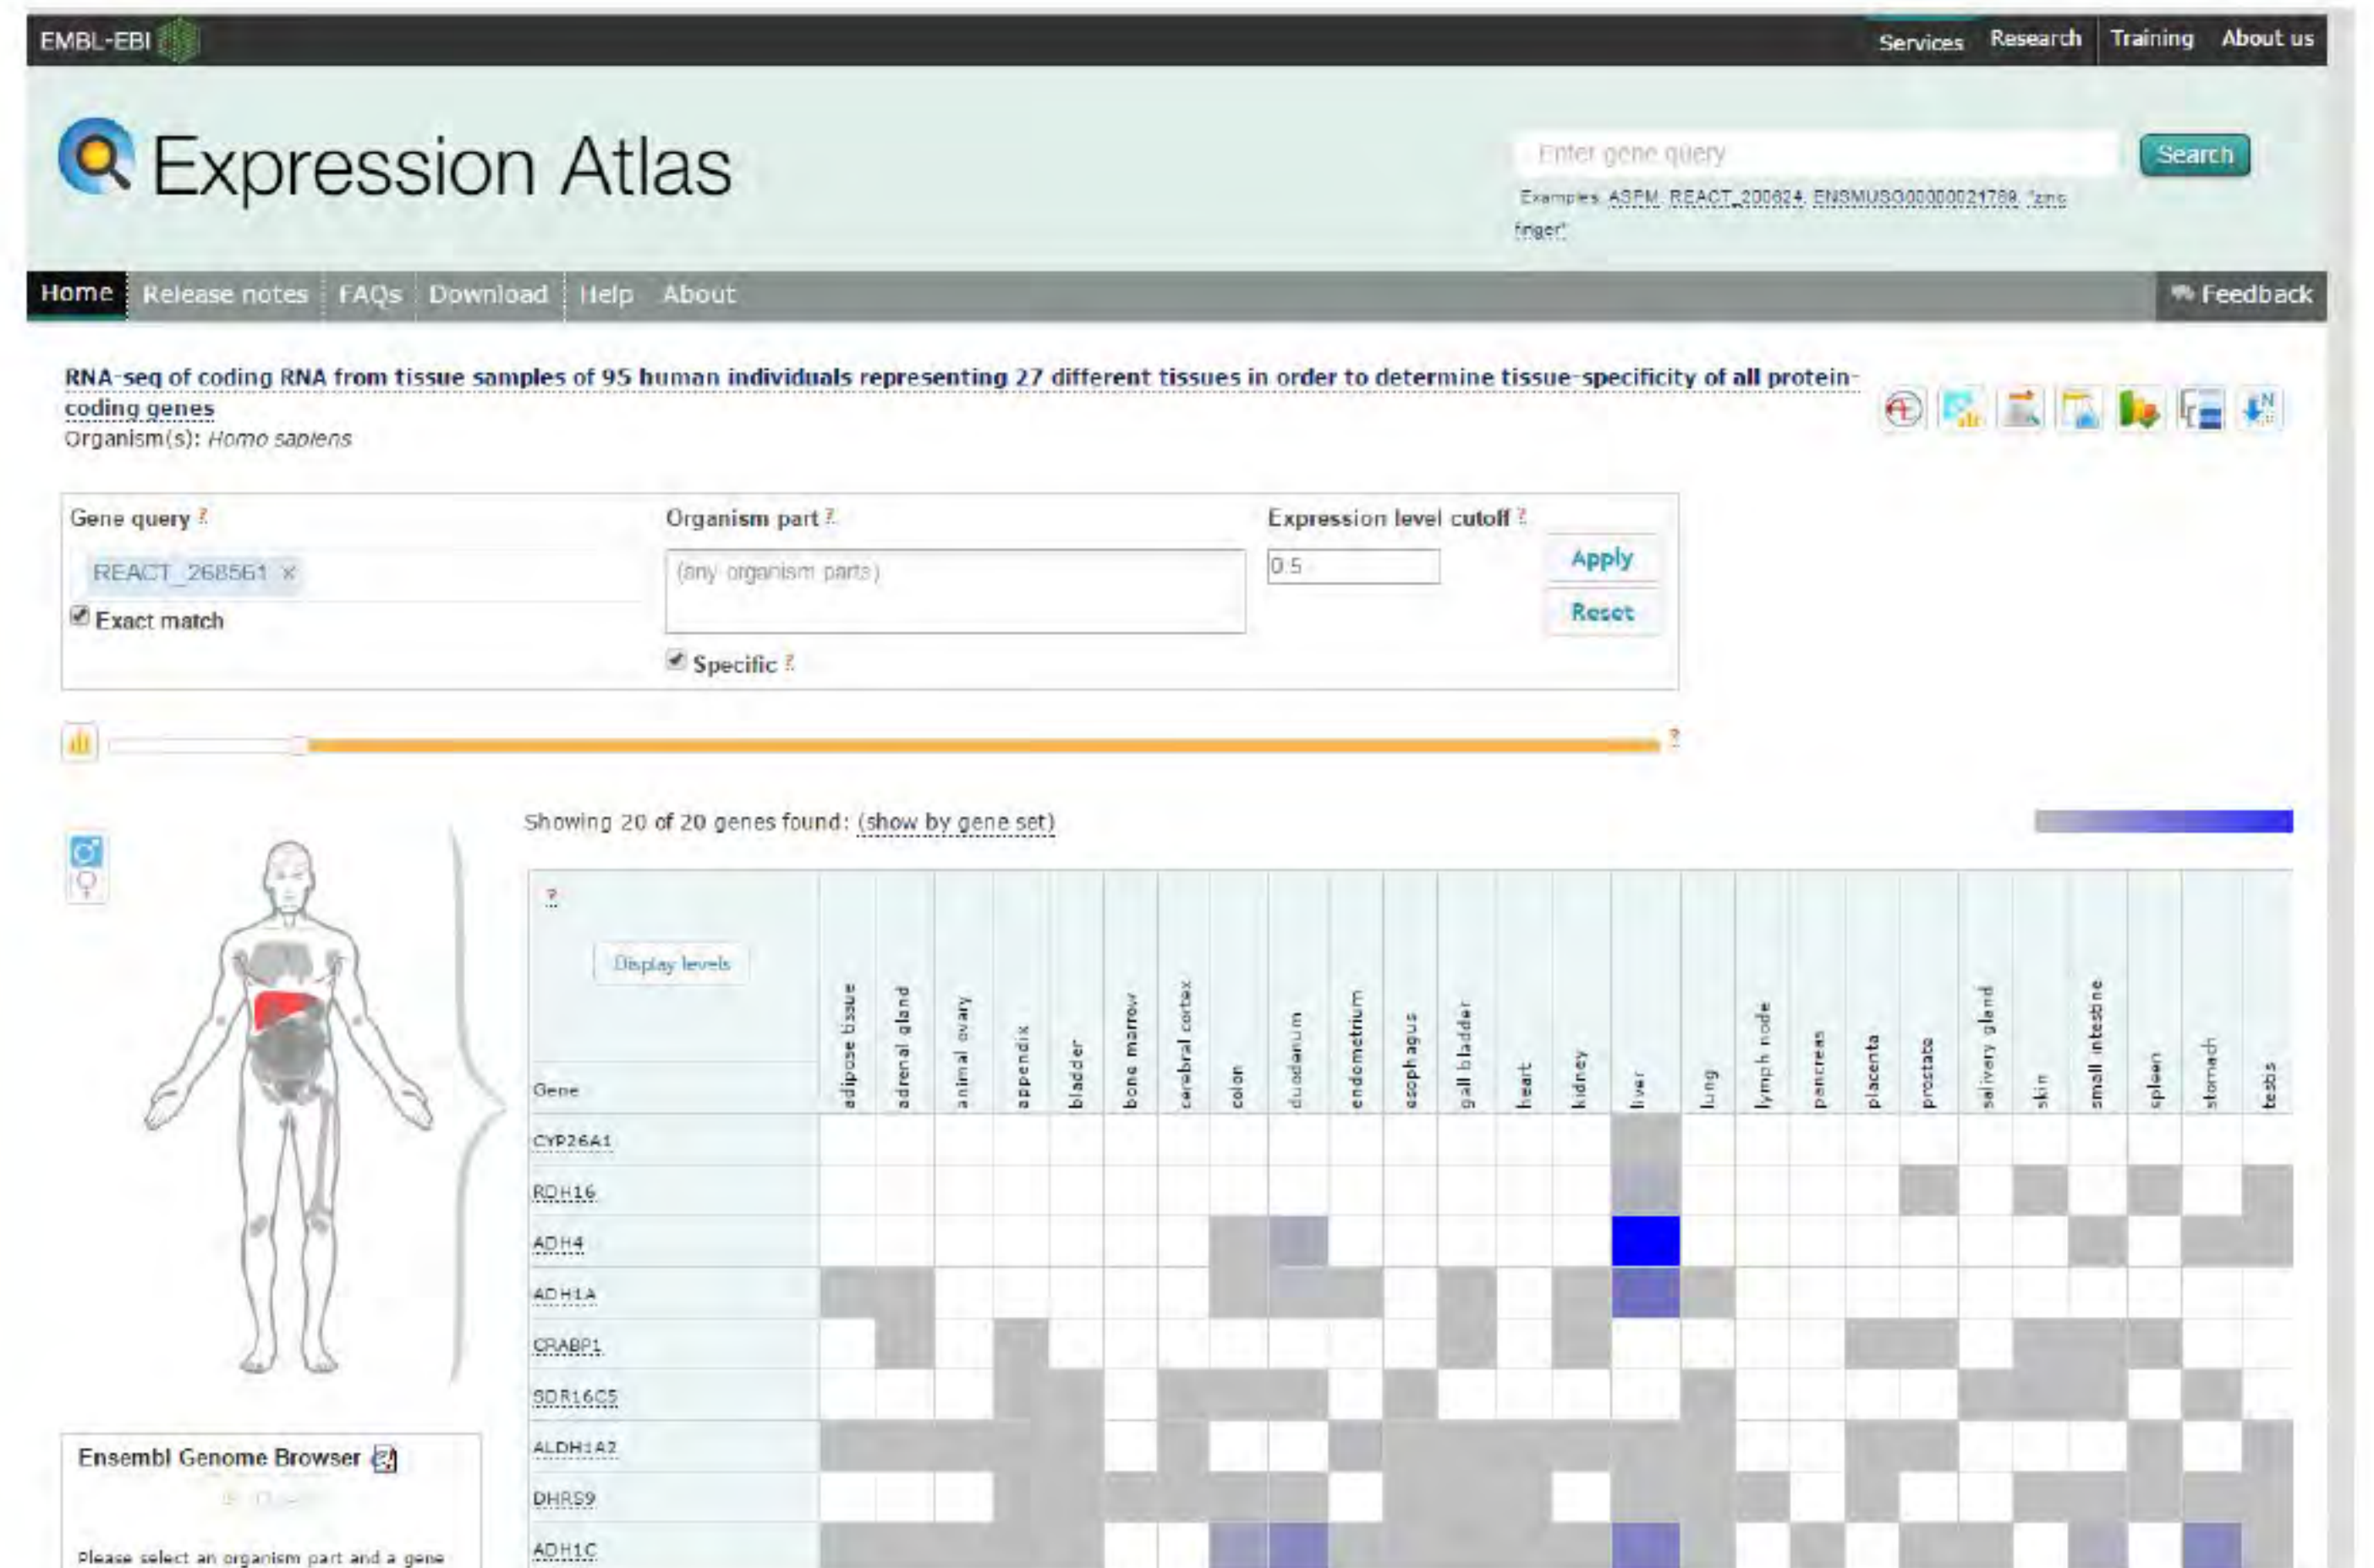 EMBL-EBI
Services Research Training About us
Expression Atlas
Enter gene query
Search
Examples: ASPM, REACT_200624, ENSMUSG00000021789, "zinc
finger"
Home Release notes FAQs Download Help About
Feedback
RNA-seq of coding RNA from tissue samples of 95 human individuals representing 27 different tissues in order to determine tissue-specificity of all protein-
coding genes
Organism(s): Homo sapiens
Gene query ?
Organism part ?
Expression level cutoff ?
REACT_268561 ×
(any organism parts)
0.5
Apply
Reset
Exact match
Specific ?
?
Showing 20 of 20 genes found: (show by gene set)
?
Display levels
Gene
adipose tissue
adrenal gland
animal ovary
appendix
bladder
bone marrow
cerebral cortex
colon
duodenum
endometrium
esophagus
gall bladder
heart
kidney
liver
lung
lymph node
pancreas
placenta
prostate
salivary gland
skin
small intestine
spleen
stomach
testis
CYP26A1
RDH16
ADH4
ADH1A
CRABP1
SDR16C5
ALDH1A2
DHRS9
ADH1C
Ensembl Genome Browser
Please select an organism part and a gene